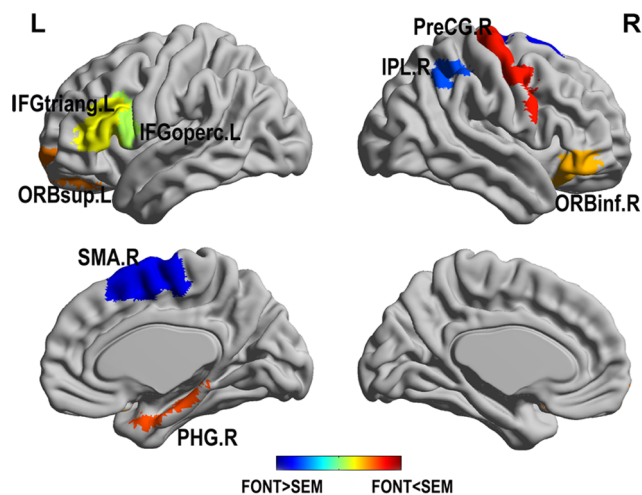 L
R
PreCG.R
IPL.R
IFGtriang.L
IFGoperc.L
ORBsup.L
ORBinf.R
SMA.R
PHG.R
FONT>SEM
FONT<SEM